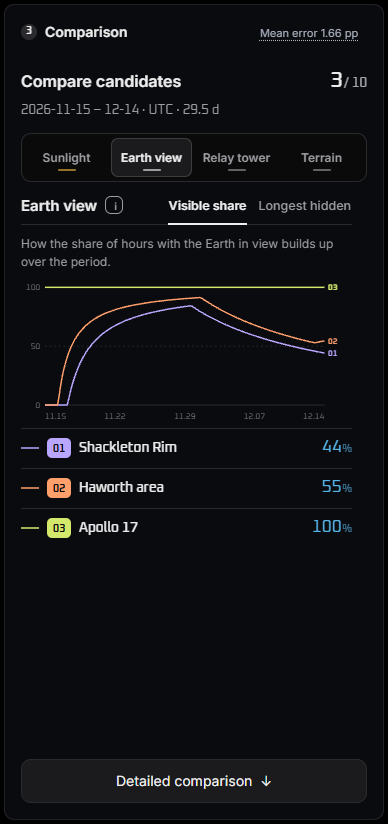 3 Comparison Mean error 1.66 pp
Compare candidates 3 / 10
2026-11-15 – 12-14 · UTC · 29.5 d
Sunlight Earth view Relay tower Terrain
Earth view i Visible share Longest hidden
How the share of hours with the Earth in view builds up
over the period.
100 03
50 02
01
0
11.15 11.22 11.29 12.07 12.14
01 Shackleton Rim 44%
02 Haworth area 55%
03 Apollo 17 100%
Detailed comparison ↓